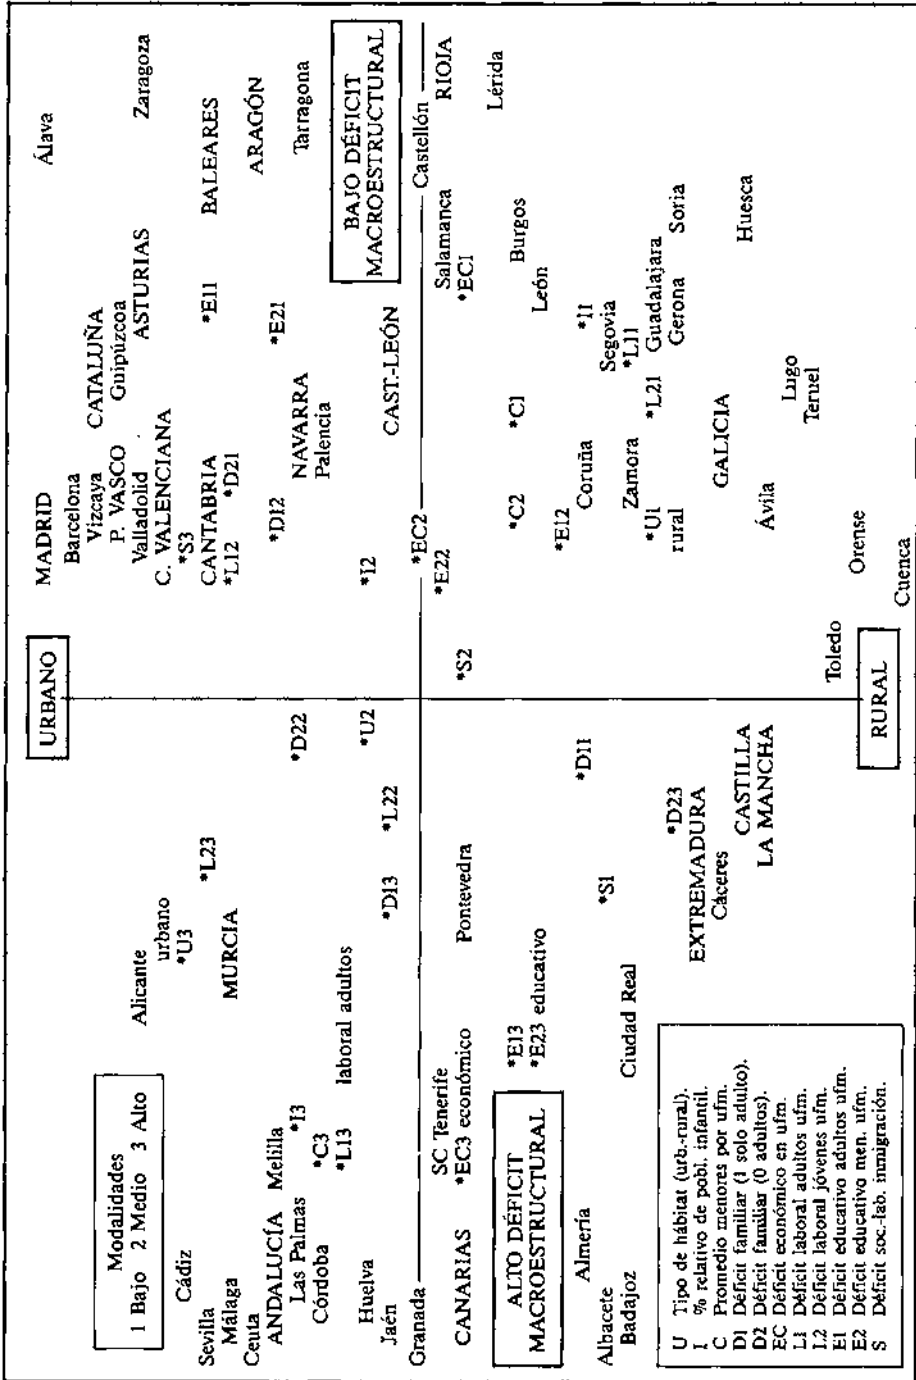 URBANO
MADRID
Álava
Barcelona
Vizcaya
CATALUÑA
P. VASCO
Guipúzcoa
Valladolid
ASTURIAS
Zaragoza
C. VALENCIANA
*S3
CANTABRIA
*E11
BALEARES
*L12
*D21
ARAGÓN
*D12
*E21
NAVARRA
Tarragona
Palencia
BAJO DÉFICIT
MACROESTRUCTURAL
*I2
CAST.-LEÓN
Modalidades
1 Bajo 2 Medio 3 Alto
Alicante
urbano
*U3
Cádiz
Sevilla
*L23
Málaga
MURCIA
Ceuta
ANDALUCÍA
Melilla
Las Palmas
*I3
*D22
Córdoba
*C3
*L13
laboral adultos
Huelva
*U2
Jaén
*D13
*L22
Granada
*EC2
Castellón
SC Tenerife
*E22
Salamanca
RIOJA
CANARIAS
*EC3 económico
Pontevedra
*S2
*EC1
Lérida
ALTO DÉFICIT
MACROESTRUCTURAL
*E13
*E23 educativo
*C2
*C1
Burgos
León
*E12
Almería
*D11
Coruña
*I1
Albacete
*S1
Segovia
Badajoz
Ciudad Real
Zamora
*L11
*U1
rural
*L21
Guadalajara
Gerona
Soria
*D23
EXTREMADURA
Cáceres
GALICIA
Huesca
CASTILLA
LA MANCHA
Ávila
Lugo
Teruel
Toledo
Orense
RURAL
Cuenca
U Tipo de hábitat (urb.-rural).
I % relativo de pobl. infantil.
C Promedio menores por ufm.
D1 Déficit familiar (1 solo adulto).
D2 Déficit familiar (0 adultos).
EC Déficit económico en ufm.
L1 Déficit laboral adultos ufm.
L2 Déficit laboral jóvenes ufm.
E1 Déficit educativo adultos ufm.
E2 Déficit educativo men. ufm.
S Déficit soc.-lab. inmigración.